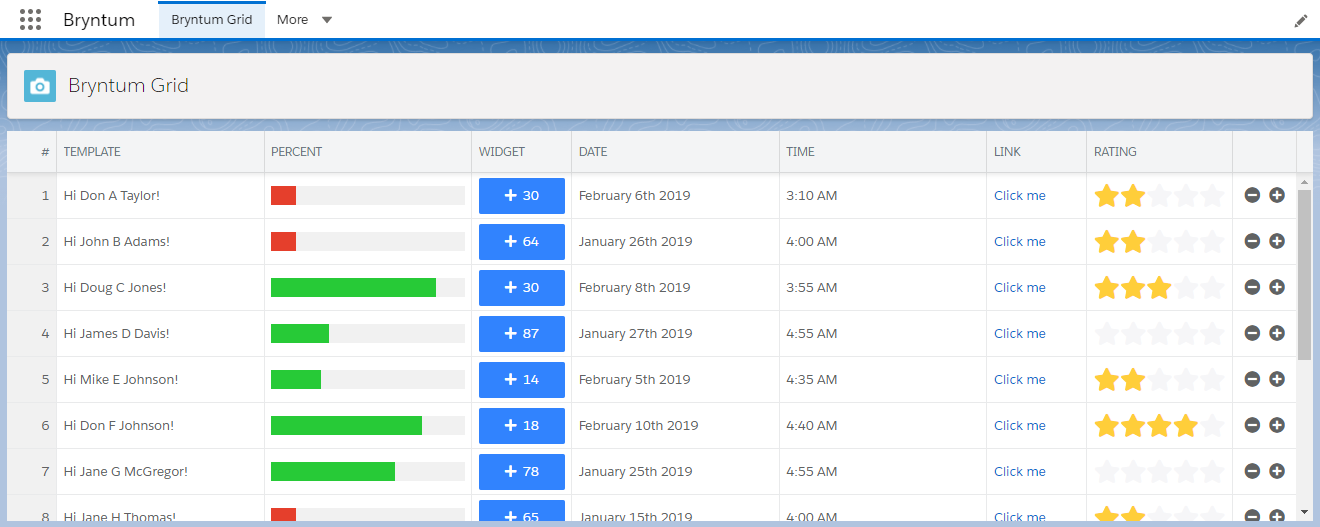 Bryntum Bryntum Grid More
Bryntum Grid
# TEMPLATE PERCENT WIDGET DATE TIME LINK RATING
1 Hi Don A Taylor! + 30 February 6th 2019 3:10 AM Click me
2 Hi John B Adams! + 64 January 26th 2019 4:00 AM Click me
3 Hi Doug C Jones! + 30 February 8th 2019 3:55 AM Click me
4 Hi James D Davis! + 87 January 27th 2019 4:55 AM Click me
5 Hi Mike E Johnson! + 14 February 5th 2019 4:35 AM Click me
6 Hi Don F Johnson! + 18 February 10th 2019 4:40 AM Click me
7 Hi Jane G McGregor! + 78 January 25th 2019 4:55 AM Click me
8 Hi Jane H Thomas! + 65 January 15th 2019 4:00 AM Click me